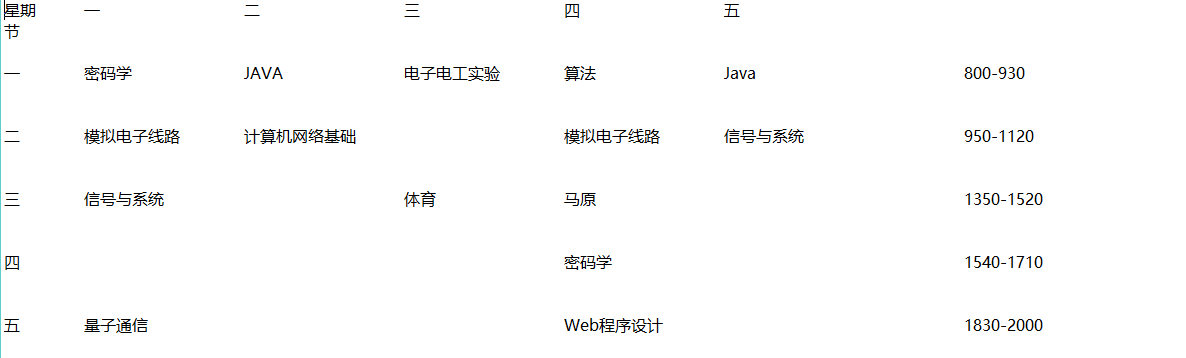 星期 一 二 三 四 五
节
一 密码学 JAVA 电子电工实验 算法 Java 800-930
二 模拟电子线路 计算机网络基础 模拟电子线路 信号与系统 950-1120
三 信号与系统 体育 马原 1350-1520
四 密码学 1540-1710
五 量子通信 Web程序设计 1830-2000